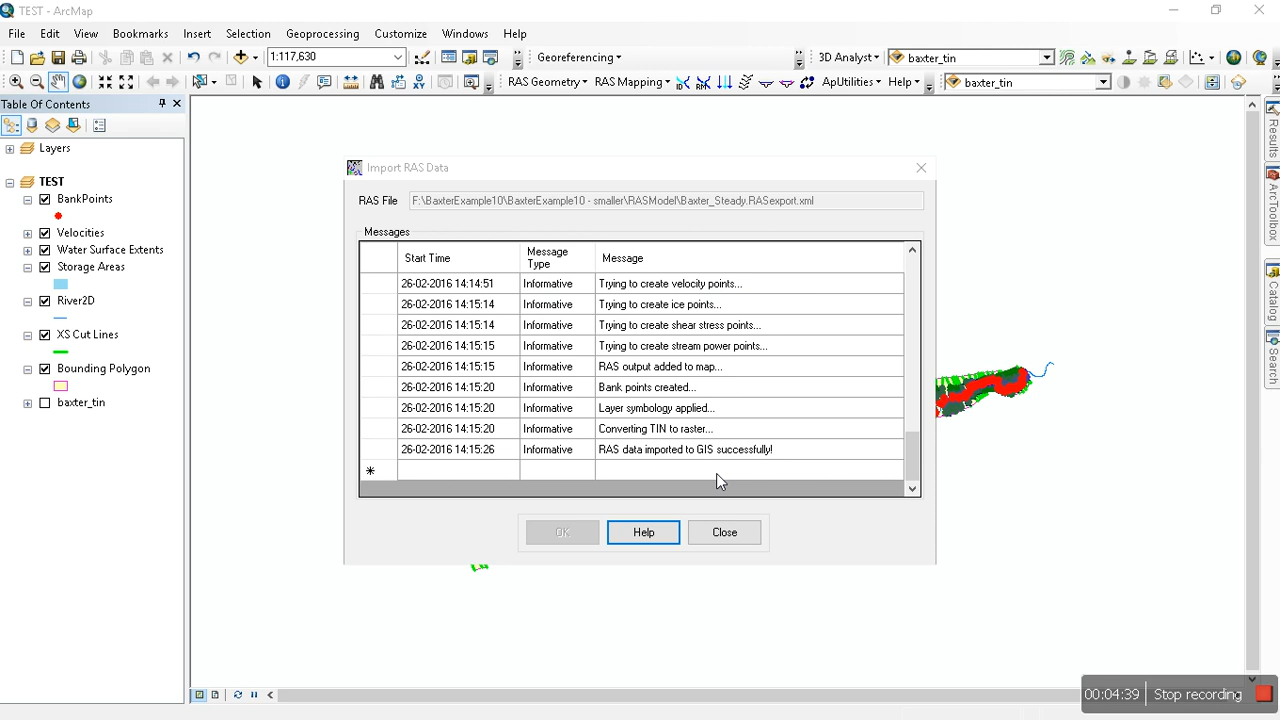 TEST - ArcMap
File Edit View Bookmarks Insert Selection Geoprocessing Customize Windows Help
1:117,630 Georeferencing 3D Analyst baxter_tin
RAS Geometry RAS Mapping ID RM ApUtilities Help baxter_tin
Table Of Contents
Layers
TEST
BankPoints
Velocities
Water Surface Extents
Storage Areas
River2D
XS Cut Lines
Bounding Polygon
baxter_tin
Import RAS Data
RAS File F:\BaxterExample10\BaxterExample10 - smaller\RASModel\Baxter_Steady.RASexport.xml
Messages
Start Time Message Type Message
26-02-2016 14:14:51 Informative Trying to create velocity points...
26-02-2016 14:15:14 Informative Trying to create ice points...
26-02-2016 14:15:14 Informative Trying to create shear stress points...
26-02-2016 14:15:15 Informative Trying to create stream power points...
26-02-2016 14:15:15 Informative RAS output added to map...
26-02-2016 14:15:20 Informative Bank points created...
26-02-2016 14:15:20 Informative Layer symbology applied...
26-02-2016 14:15:20 Informative Converting TIN to raster...
26-02-2016 14:15:26 Informative RAS data imported to GIS successfully!
OK Help Close
Results
ArcToolbox
Catalog
Search
00:04:39 Stop recording